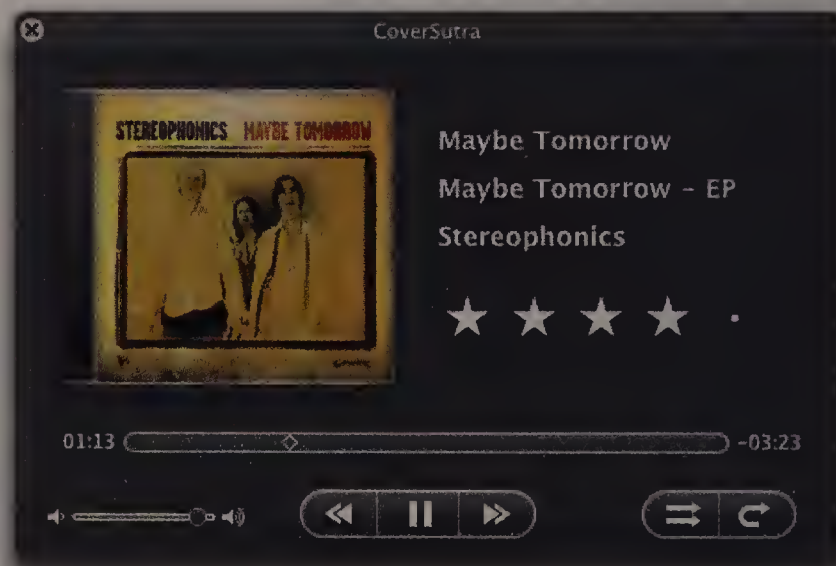 CoverSutra
STEREOPHONICS MAYBE TOMORROW
Maybe Tomorrow
Maybe Tomorrow – EP
Stereophonics
01:13
-03:23